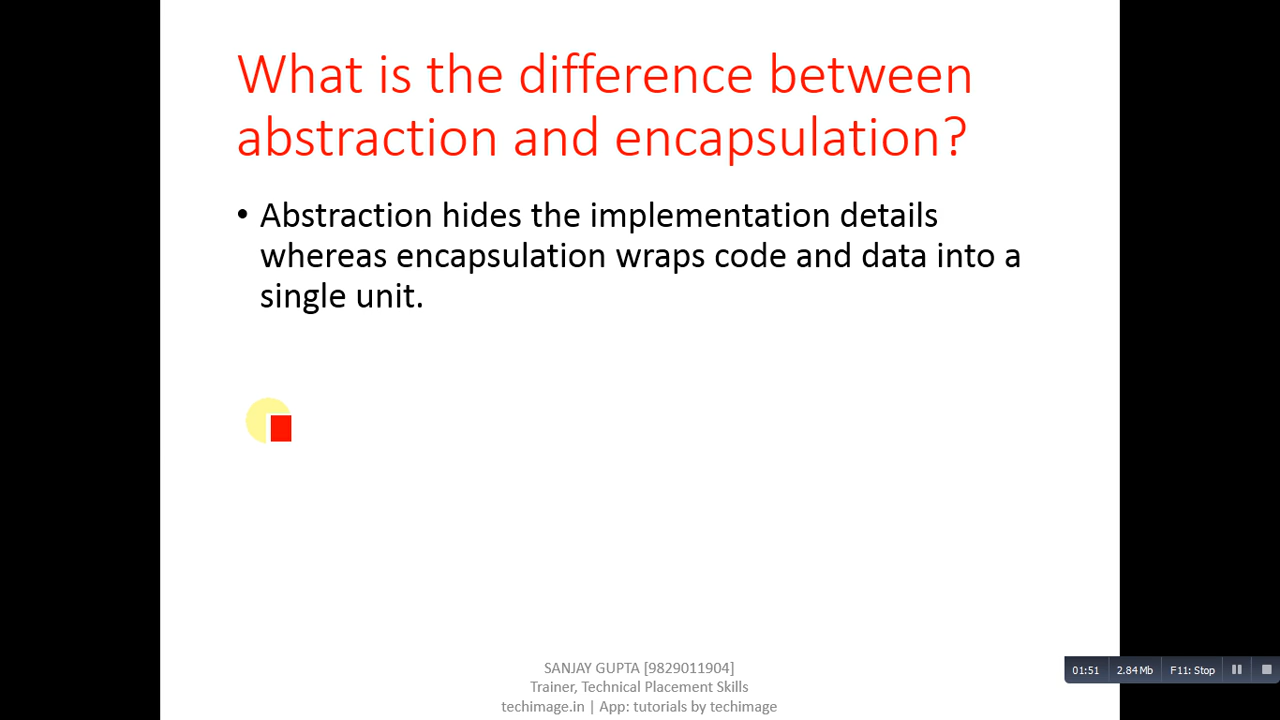 What is the difference between
abstraction and encapsulation?
• Abstraction hides the implementation details
whereas encapsulation wraps code and data into a
single unit.
SANJAY GUPTA [9829011904]
Trainer, Technical Placement Skills
techimage.in | App: tutorials by techimage
01:51 2.84 Mb F11: Stop